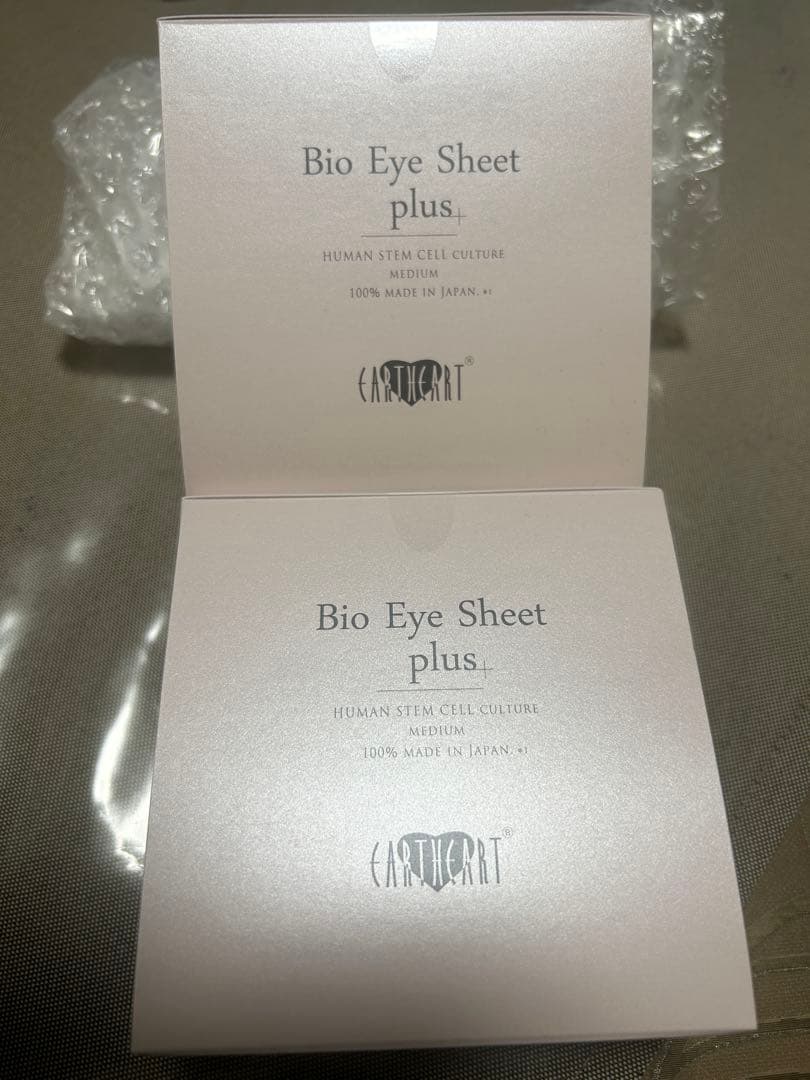 Bio Eye Sheet
plus+
HUMAN STEM CELL CULTURE
MEDIUM
100% MADE IN JAPAN. *1
EARTHEART®
Bio Eye Sheet
plus+
HUMAN STEM CELL CULTURE
MEDIUM
100% MADE IN JAPAN. *1
EARTHEART®